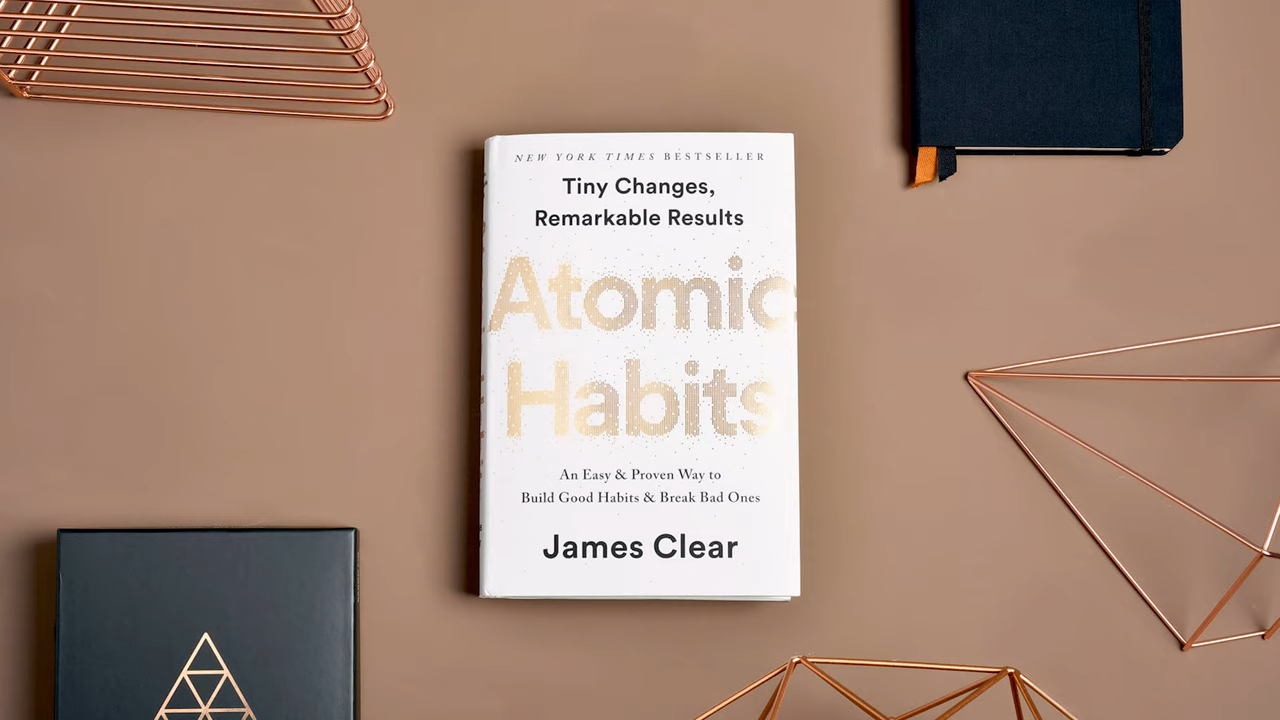 NEW YORK TIMES BESTSELLER
Tiny Changes,
Remarkable Results
Atomic
Habits
An Easy & Proven Way to
Build Good Habits & Break Bad Ones
James Clear